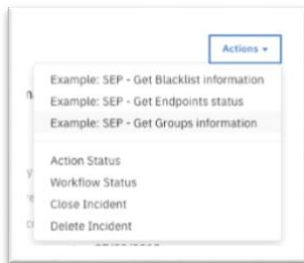 Actions
Example: SEP - Get Blacklist information
Example: SEP - Get Endpoints status
Example: SEP - Get Groups information
Action Status
Workflow Status
Close Incident
Delete Incident